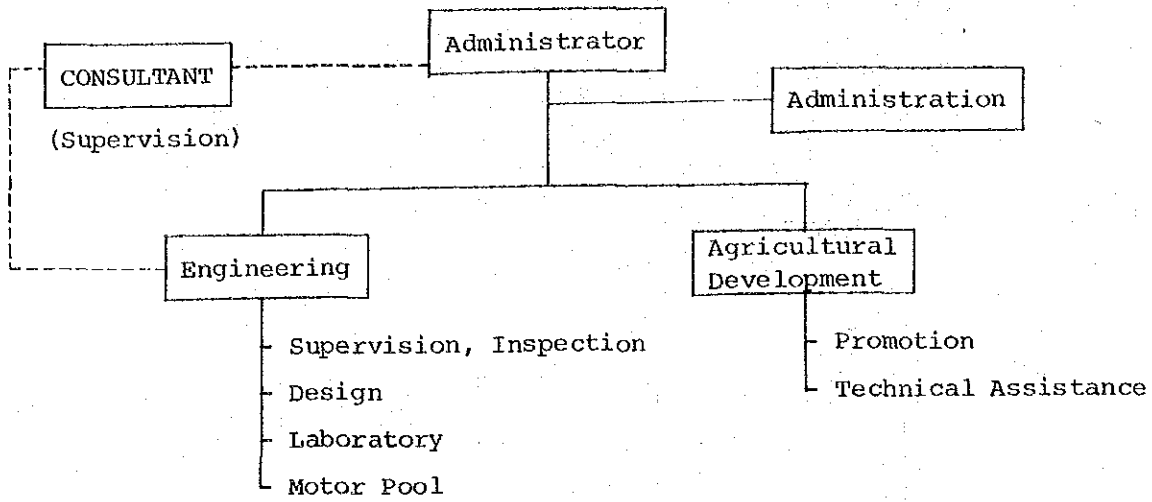 Administrator
CONSULTANT
(Supervision)
Administration
Engineering
Agricultural
Development
Supervision, Inspection
Design
Laboratory
Motor Pool
Promotion
Technical Assistance